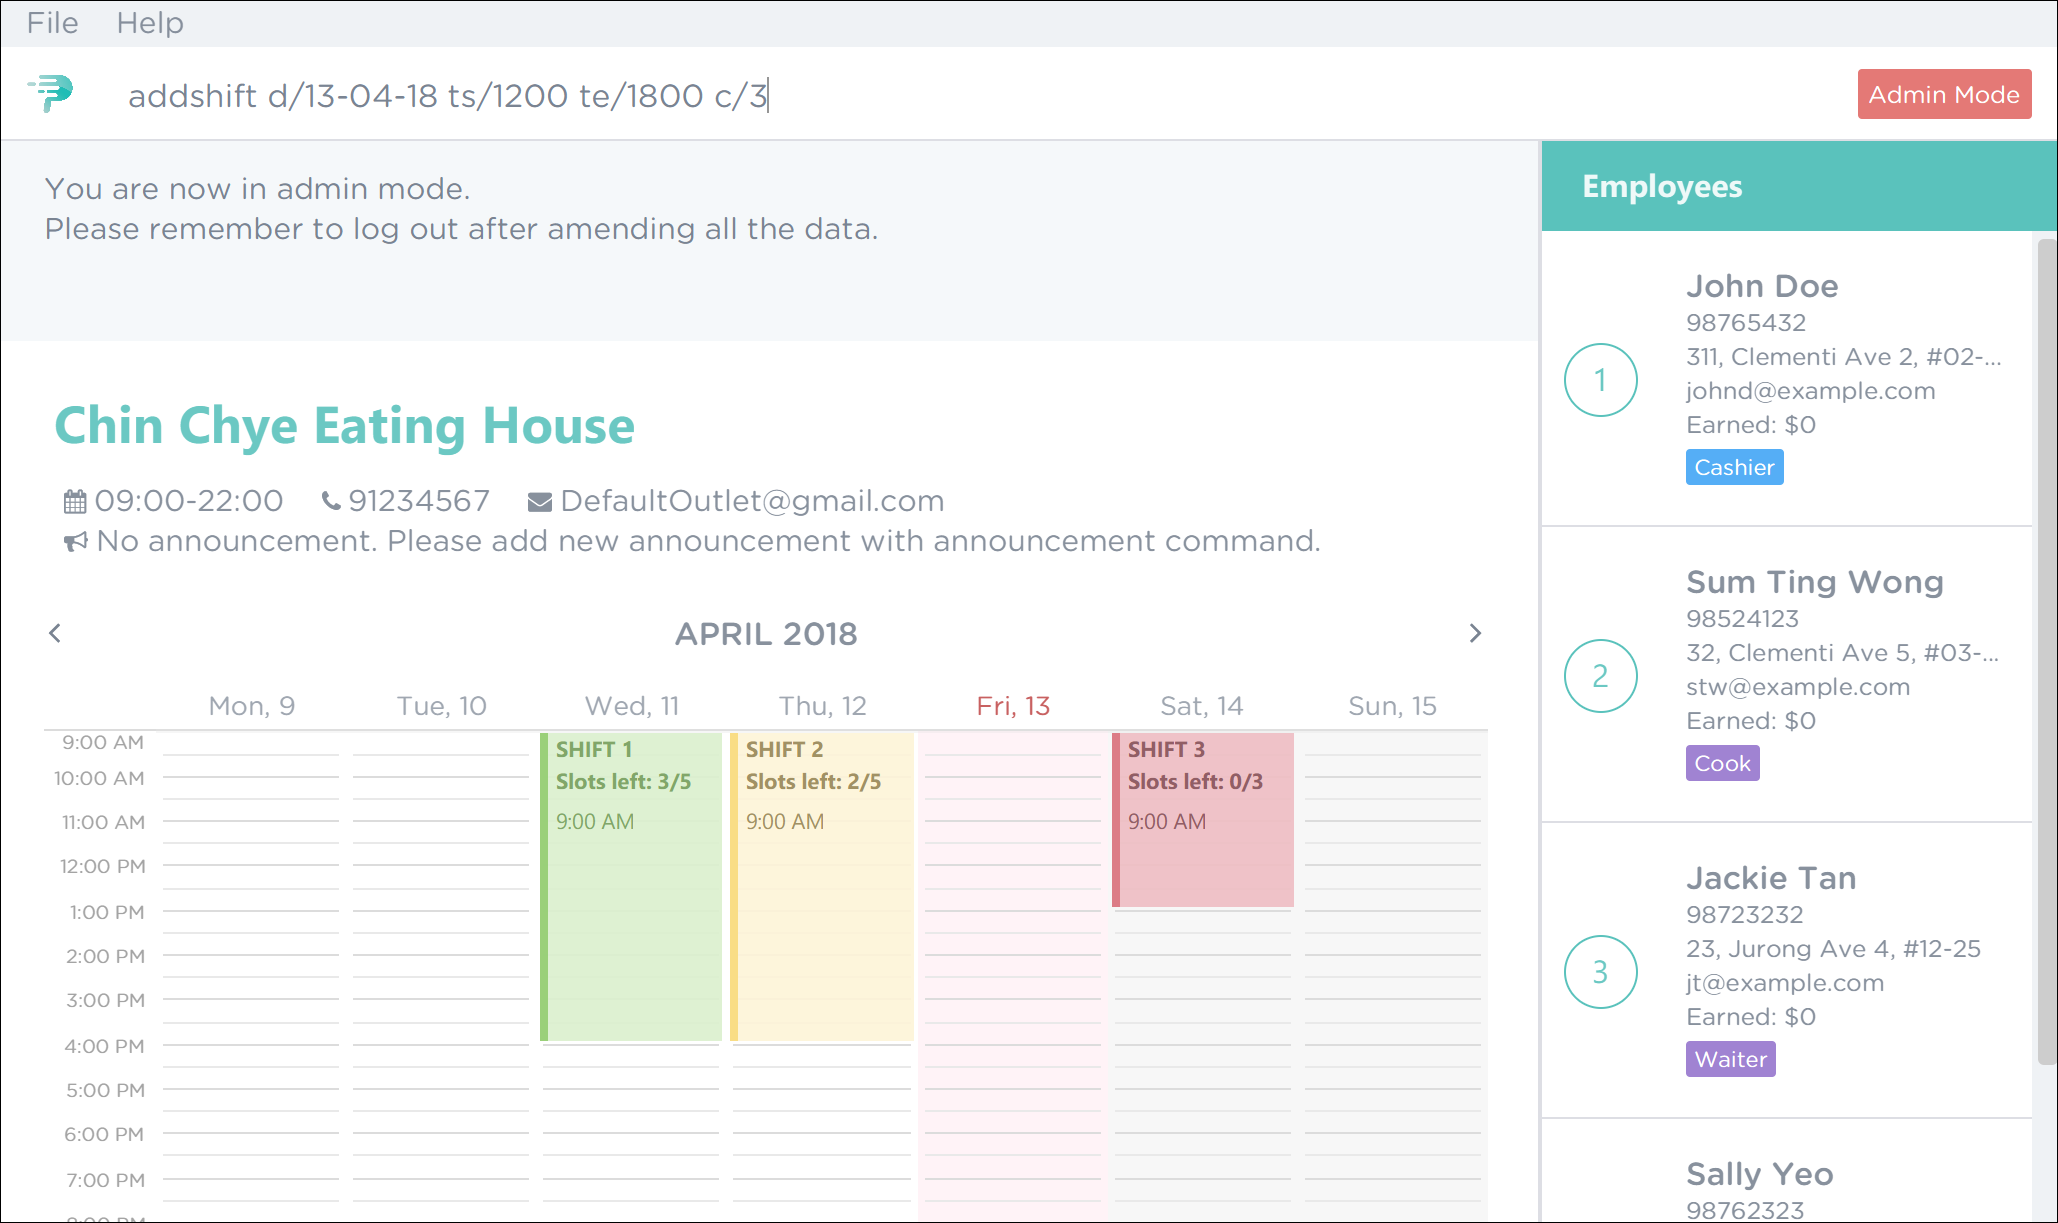 File Help
addshift d/13-04-18 ts/1200 te/1800 c/3
Admin Mode
You are now in admin mode.
Please remember to log out after amending all the data.
Chin Chye Eating House
09:00-22:00 91234567 DefaultOutlet@gmail.com
No announcement. Please add new announcement with announcement command.
APRIL 2018
Mon, 9 Tue, 10 Wed, 11 Thu, 12 Fri, 13 Sat, 14 Sun, 15
9:00 AM
10:00 AM
11:00 AM
12:00 PM
1:00 PM
2:00 PM
3:00 PM
4:00 PM
5:00 PM
6:00 PM
7:00 PM
8:00 PM
SHIFT 1
Slots left: 3/5
9:00 AM
SHIFT 2
Slots left: 2/5
9:00 AM
SHIFT 3
Slots left: 0/3
9:00 AM
Employees
1
John Doe
98765432
311, Clementi Ave 2, #02-...
johnd@example.com
Earned: $0
Cashier
2
Sum Ting Wong
98524123
32, Clementi Ave 5, #03-...
stw@example.com
Earned: $0
Cook
3
Jackie Tan
98723232
23, Jurong Ave 4, #12-25
jt@example.com
Earned: $0
Waiter
Sally Yeo
98762323